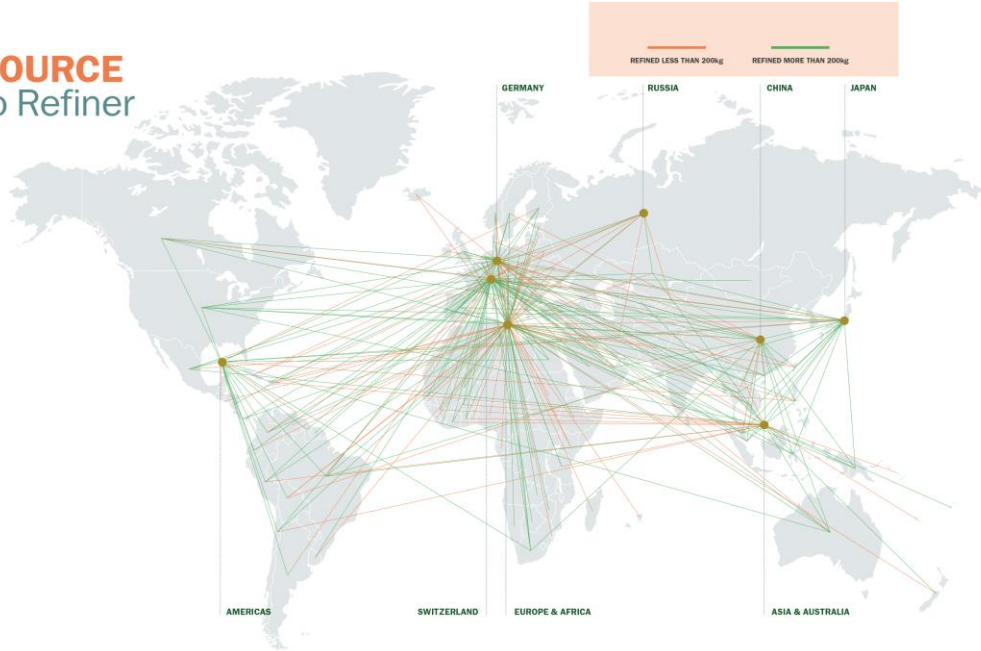 OURCE
o Refiner
REFINED LESS THAN 200kg
REFINED MORE THAN 200kg
GERMANY
RUSSIA
CHINA
JAPAN
AMERICAS
SWITZERLAND
EUROPE & AFRICA
ASIA & AUSTRALIA